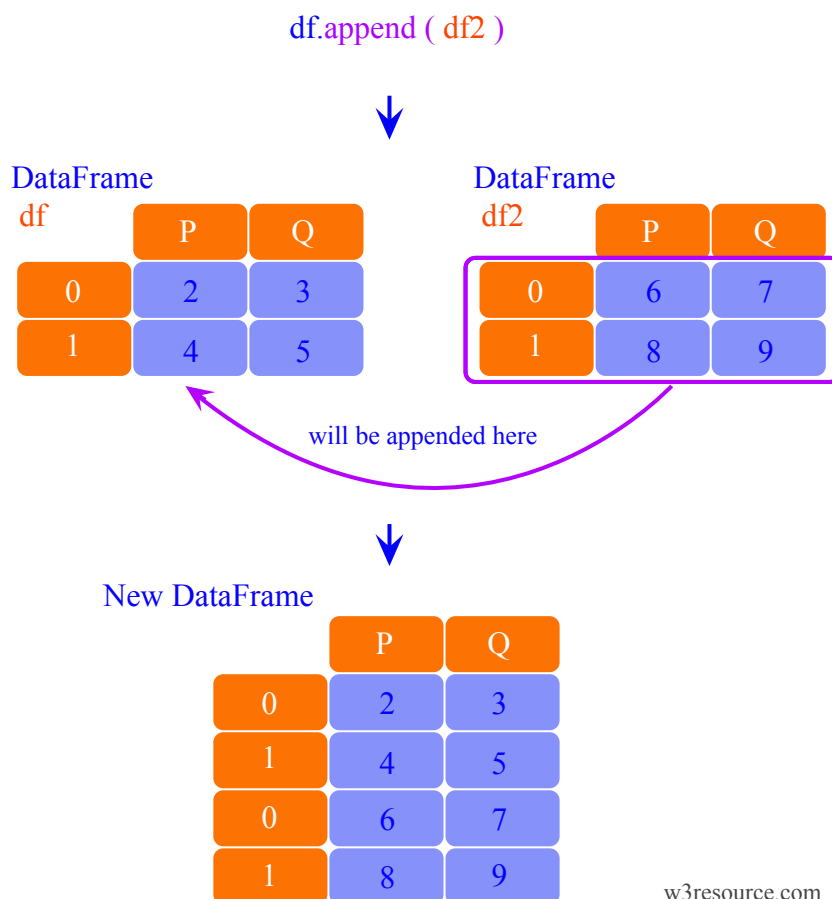 df.append ( df2 )
DataFrame
df
P Q
0 2 3
1 4 5
DataFrame
df2
P Q
0 6 7
1 8 9
will be appended here
New DataFrame
P Q
0 2 3
1 4 5
0 6 7
1 8 9
w3resource.com